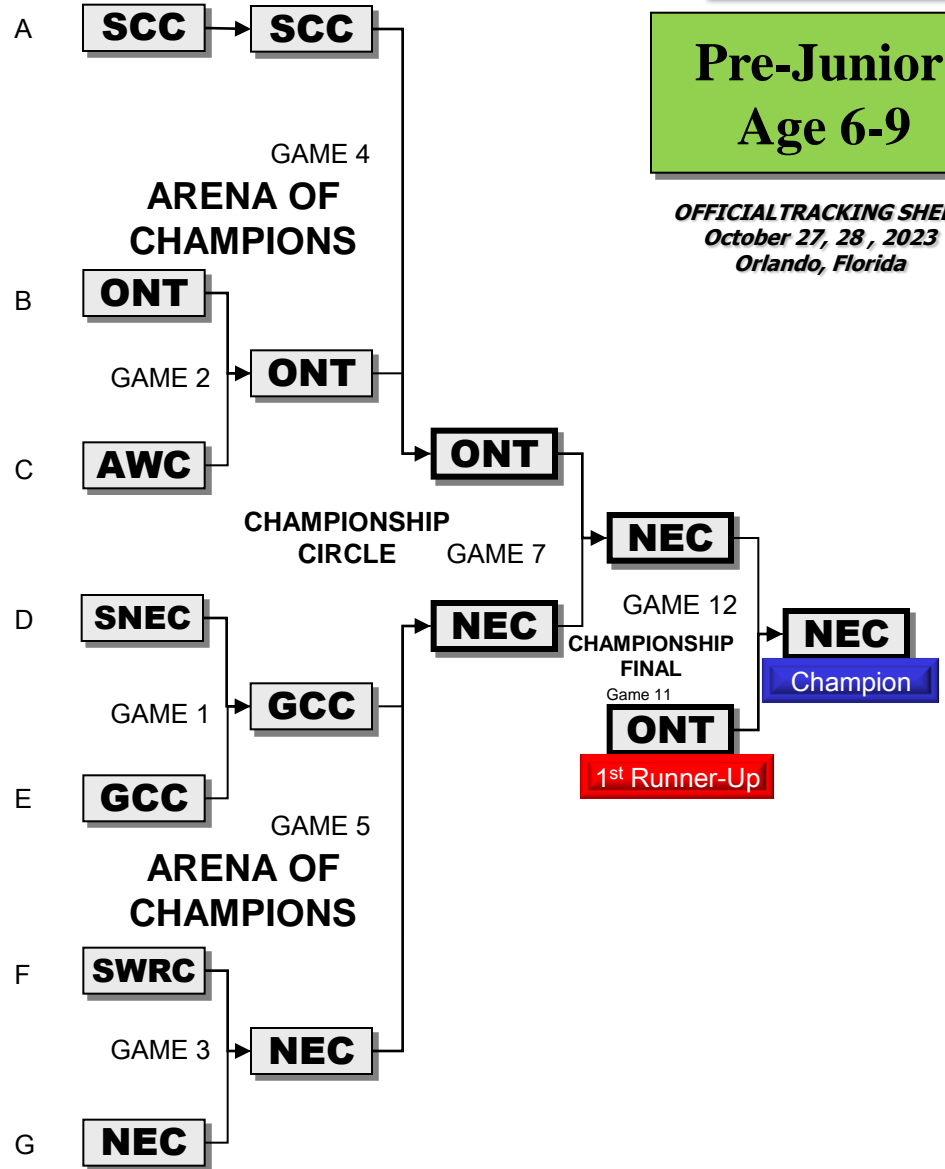 A
SCC
SCC
Pre-Junior
Age 6-9
GAME 4
ARENA OF
CHAMPIONS
OFFICIAL TRACKING
October 27, 28 , 2023
Orlando, Florida
B
ONT
GAME 2
ONT
C
AWC
ONT
CHAMPIONSHIP
CIRCLE
GAME 7
NEC
D
SNEC
NEC
GAME 12
CHAMPIONSHIP
FINAL
NEC
Champion
GAME 1
GCC
Game 11
ONT
1st Runner-Up
E
GCC
GAME 5
ARENA OF
CHAMPIONS
F
SWRC
GAME 3
NEC
G
NEC